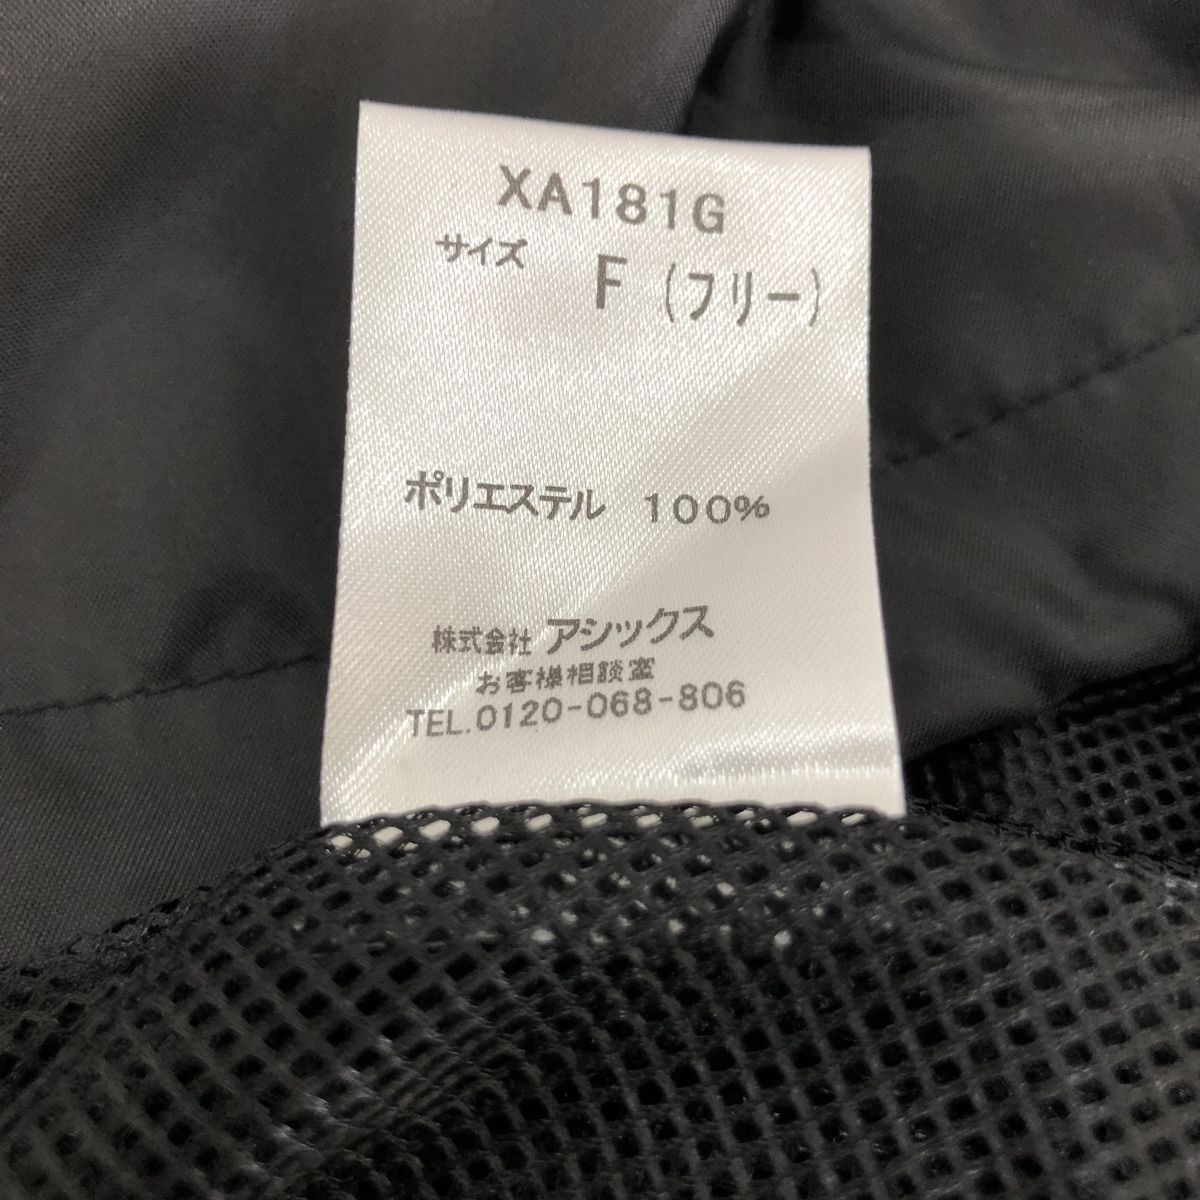 XA181G
サイズ F (フリー)
ポリエステル 100%
株式会社 アシックス
お客様相談室
TEL.0120-068-806